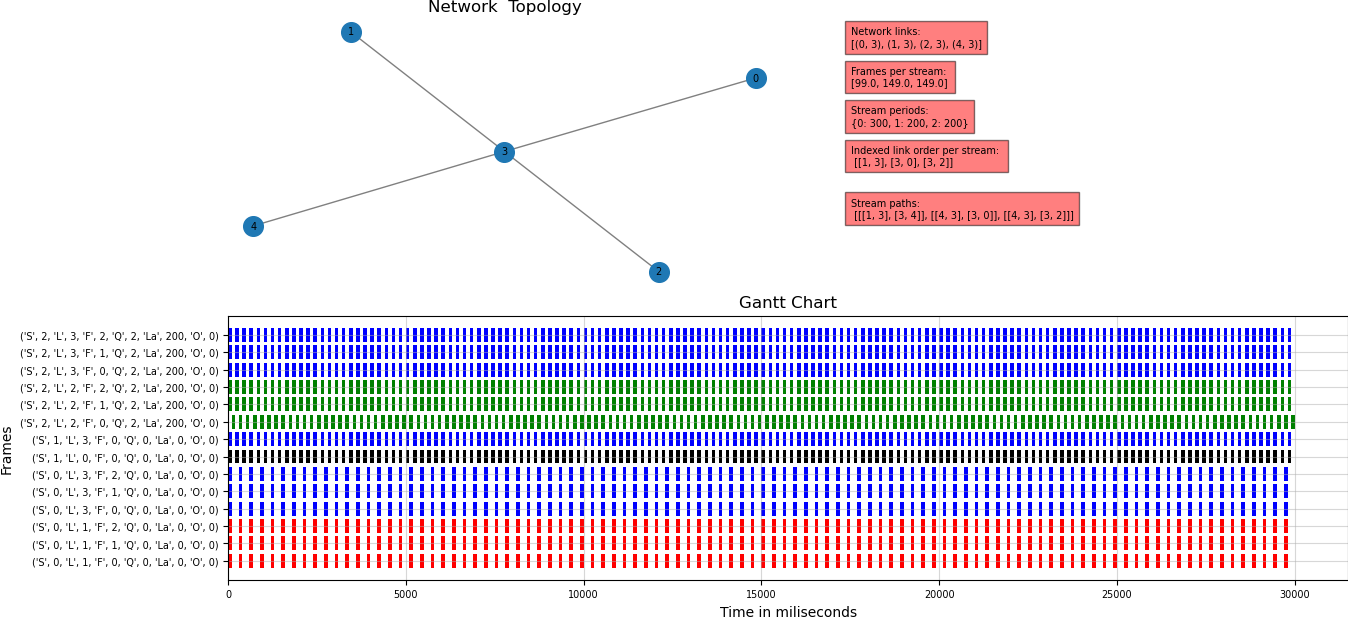 Network  Topology
1
0
3
4
2
Network links:
[(0, 3), (1, 3), (2, 3), (4, 3)]
Frames per stream:
[99.0, 149.0, 149.0]
Stream periods:
{0: 300, 1: 200, 2: 200}
Indexed link order per stream:
[[1, 3], [3, 0], [3, 2]]
Stream paths:
[[[1, 3], [3, 4]], [[4, 3], [3, 0]], [[4, 3], [3, 2]]]
Gantt Chart
Frames
('S', 2, 'L', 3, 'F', 2, 'Q', 2, 'La', 200, 'O', 0)
('S', 2, 'L', 3, 'F', 1, 'Q', 2, 'La', 200, 'O', 0)
('S', 2, 'L', 3, 'F', 0, 'Q', 2, 'La', 200, 'O', 0)
('S', 2, 'L', 2, 'F', 2, 'Q', 2, 'La', 200, 'O', 0)
('S', 2, 'L', 2, 'F', 1, 'Q', 2, 'La', 200, 'O', 0)
('S', 2, 'L', 2, 'F', 0, 'Q', 2, 'La', 200, 'O', 0)
('S', 1, 'L', 3, 'F', 0, 'Q', 0, 'La', 0, 'O', 0)
('S', 1, 'L', 0, 'F', 0, 'Q', 0, 'La', 0, 'O', 0)
('S', 0, 'L', 3, 'F', 2, 'Q', 0, 'La', 0, 'O', 0)
('S', 0, 'L', 3, 'F', 1, 'Q', 0, 'La', 0, 'O', 0)
('S', 0, 'L', 3, 'F', 0, 'Q', 0, 'La', 0, 'O', 0)
('S', 0, 'L', 1, 'F', 2, 'Q', 0, 'La', 0, 'O', 0)
('S', 0, 'L', 1, 'F', 1, 'Q', 0, 'La', 0, 'O', 0)
('S', 0, 'L', 1, 'F', 0, 'Q', 0, 'La', 0, 'O', 0)
0 5000 10000 15000 20000 25000 30000
Time in miliseconds